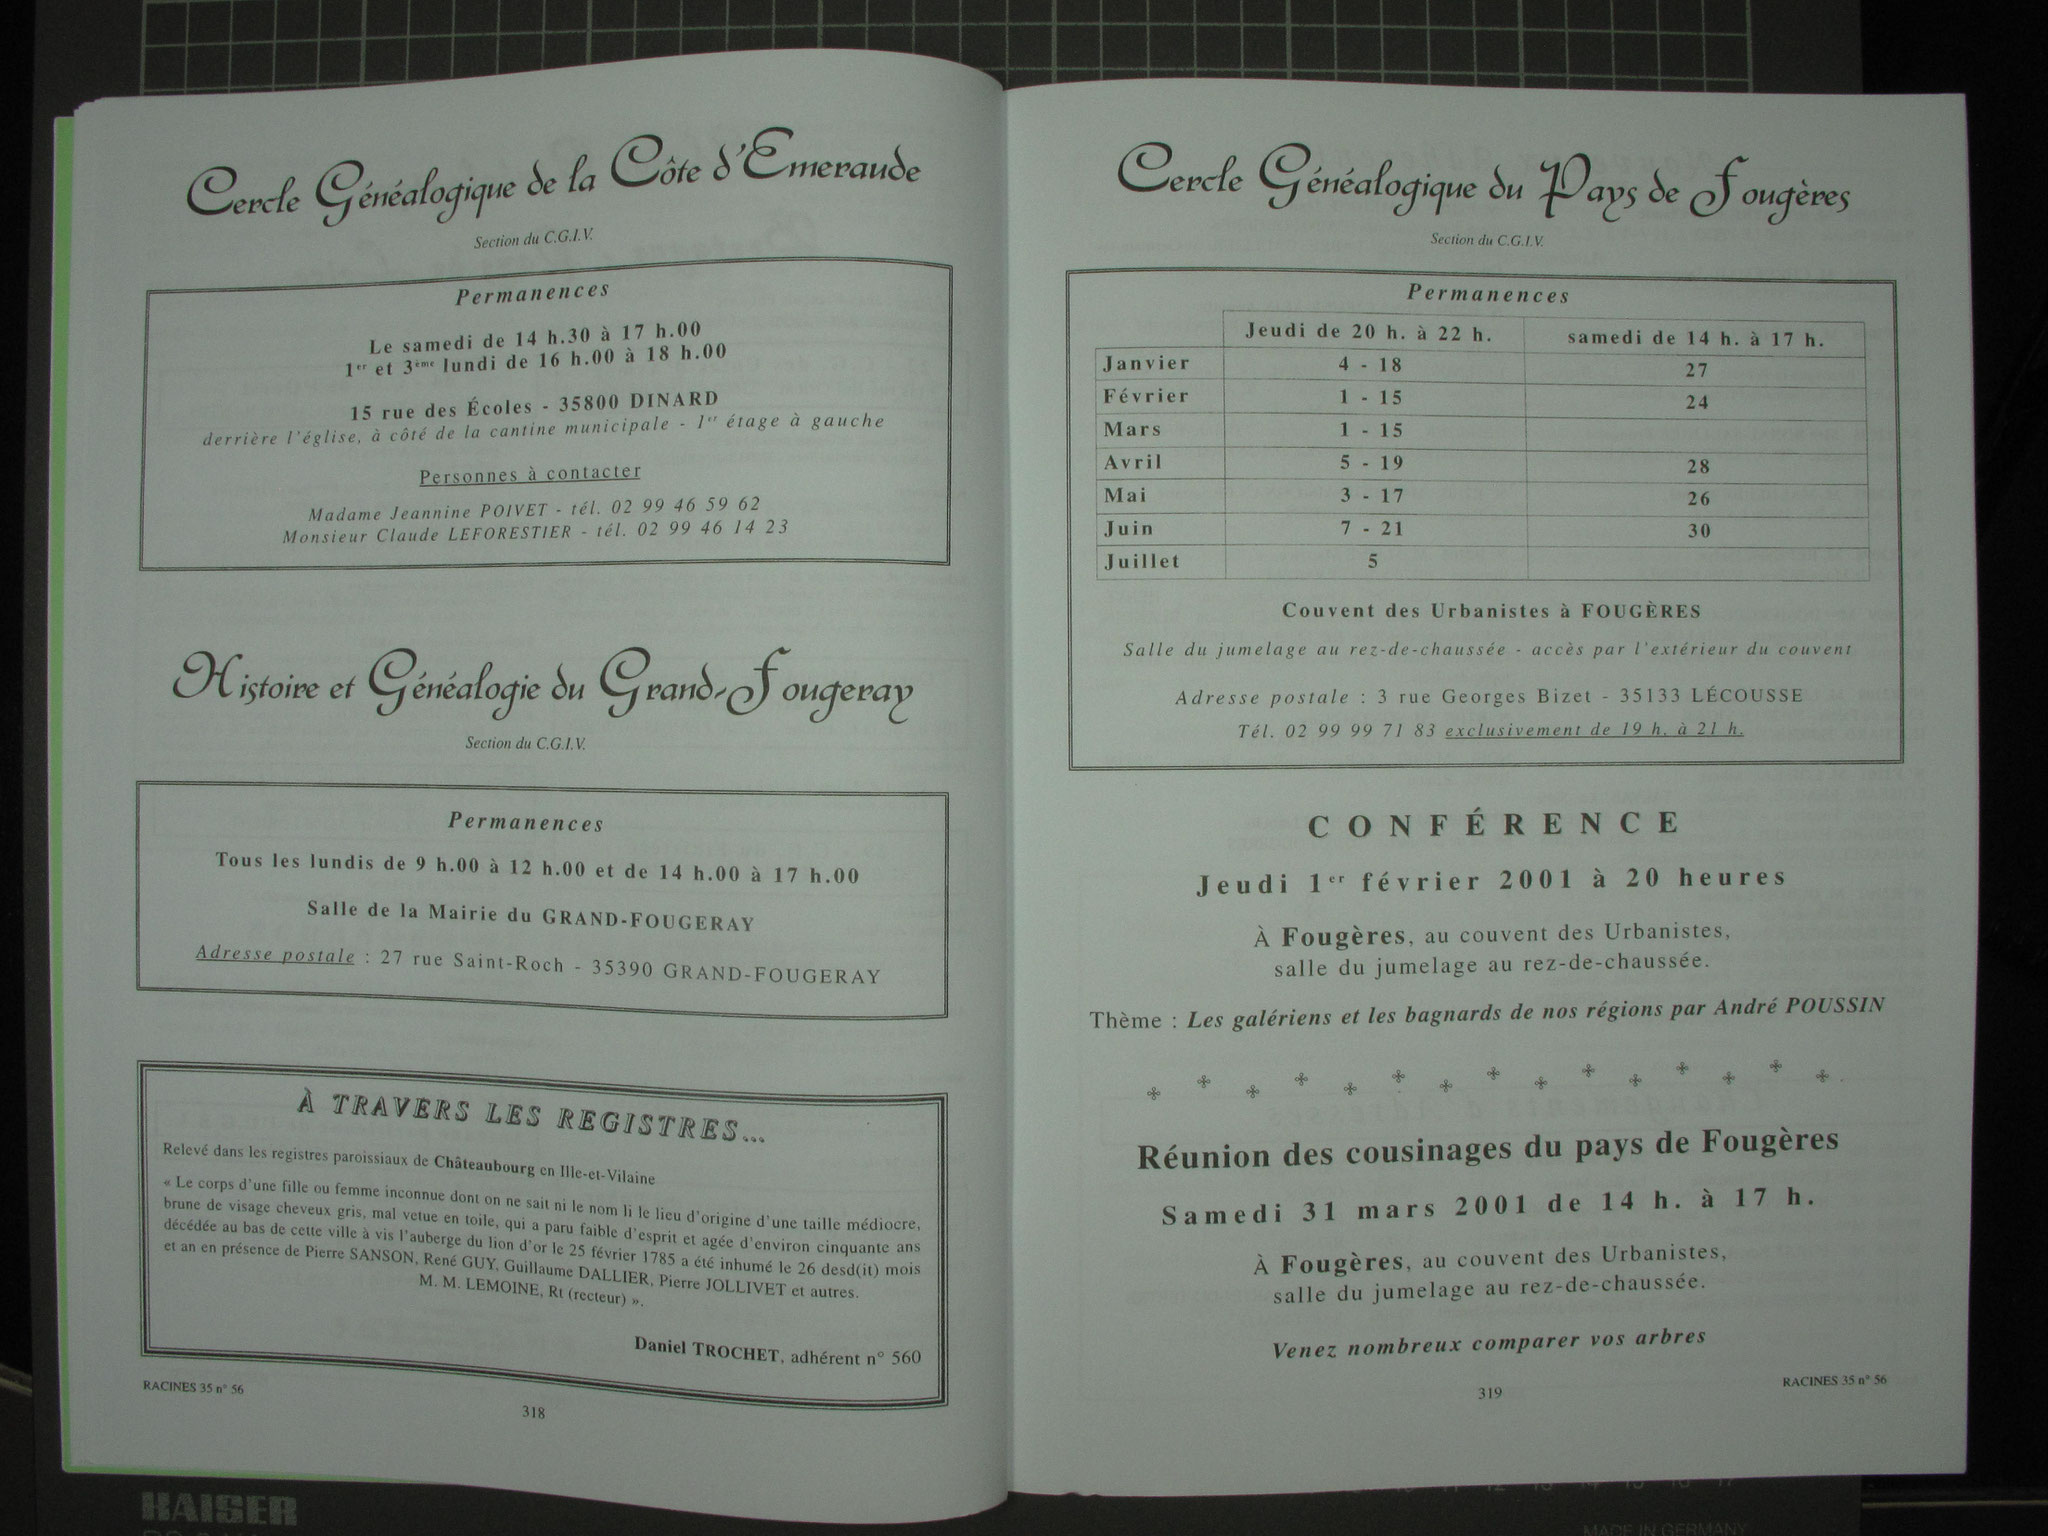 Cercle Généalogique de la Côte d'Emeraude
Section du C.G.I.V.
Permanences
Le samedi de 14 h.30 à 17 h.00
1er et 3ème lundi de 16 h.00 à 18 h.00
15 rue des Écoles - 35800 DINARD
derrière l'église, à côté de la cantine municipale - 1er étage à gauche
Personnes à contacter
Madame Jeannine POIVET - tél. 02 99 46 59 62
Monsieur Claude LEFORESTIER - tél. 02 99 46 14 23
Histoire et Généalogie du Grand-Fougeray
Section du C.G.I.V.
Permanences
Tous les lundis de 9 h.00 à 12 h.00 et de 14 h.00 à 17 h.00
Salle de la Mairie du GRAND-FOUGERAY
Adresse postale : 27 rue Saint-Roch - 35390 GRAND-FOUGERAY
À TRAVERS LES REGISTRES...
Relevé dans les registres paroissiaux de Châteaubourg en Ille-et-Vilaine
« Le corps d'une fille ou femme inconnue dont on ne sait ni le nom li le lieu d'origine d'une taille médiocre,
brune de visage cheveux gris, mal vetue en toile, qui a paru faible d'esprit et agée d'environ cinquante ans
décédée au bas de cette ville à vis l'auberge du lion d'or le 25 février 1785 a été inhumé le 26 desd(it) mois
et an en présence de Pierre SANSON, René GUY, Guillaume DALLIER, Pierre JOLLIVET et autres.
M. M. LEMOINE, Rt (recteur) ».
Daniel TROCHET, adhérent n° 560
RACINES 35 n° 56
318
Cercle Généalogique du Pays de Fougères
Section du C.G.I.V.
Permanences
Jeudi de 20 h. à 22 h. samedi de 14 h. à 17 h.
Janvier 4 - 18 27
Février 1 - 15 24
Mars 1 - 15
Avril 5 - 19 28
Mai 3 - 17 26
Juin 7 - 21 30
Juillet 5
Couvent des Urbanistes à FOUGÈRES
Salle du jumelage au rez-de-chaussée - accès par l'extérieur du couvent
Adresse postale : 3 rue Georges Bizet - 35133 LÉCOUSSE
Tél. 02 99 99 71 83 exclusivement de 19 h. à 21 h.
CONFÉRENCE
Jeudi 1er février 2001 à 20 heures
À Fougères, au couvent des Urbanistes,
salle du jumelage au rez-de-chaussée.
Thème : Les galériens et les bagnards de nos régions par André POUSSIN
Réunion des cousinages du pays de Fougères
Samedi 31 mars 2001 de 14 h. à 17 h.
À Fougères, au couvent des Urbanistes,
salle du jumelage au rez-de-chaussée.
Venez nombreux comparer vos arbres
319
RACINES 35 n° 56
KAISER
MADE IN GERMANY